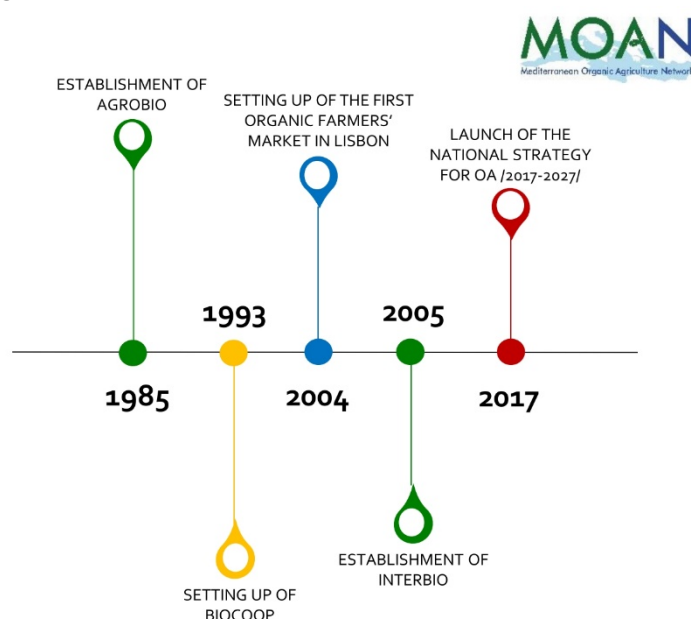 MOAN
Mediterranean Organic Agriculture Network
ESTABLISHMENT OF
AGROBIO
SETTING UP OF THE FIRST
ORGANIC FARMERS'
MARKET IN LISBON
LAUNCH OF THE
NATIONAL STRATEGY
FOR OA /2017-2027/
1993
2005
1985
2004
2017
ESTABLISHMENT OF
INTERBIO
SETTING UP OF
BIOCOOP